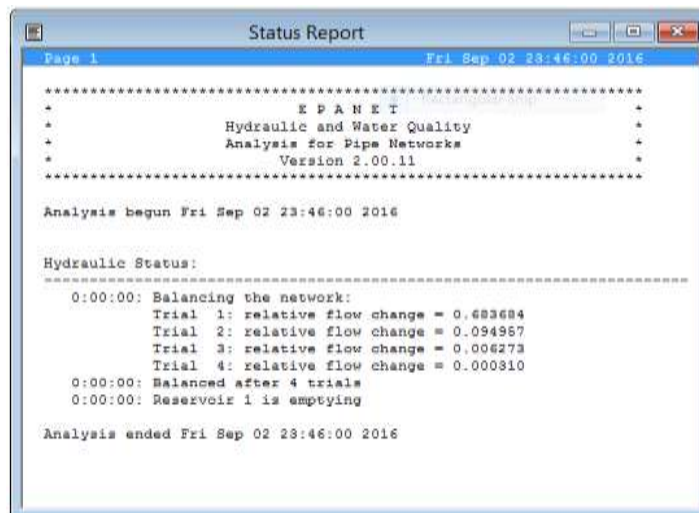 Status Report
Page 1 Fri Sep 02 23:46:00 2016
******************************************************************
* E P A N E T *
* Hydraulic and Water Quality *
* Analysis for Pipe Networks *
* Version 2.00.11 *
******************************************************************
Analysis begun Fri Sep 02 23:46:00 2016
Hydraulic Status:
-----------------------------------------------------------------------
0:00:00: Balancing the network:
Trial 1: relative flow change = 0.683684
Trial 2: relative flow change = 0.094967
Trial 3: relative flow change = 0.006273
Trial 4: relative flow change = 0.000310
0:00:00: Balanced after 4 trials
0:00:00: Reservoir 1 is emptying
Analysis ended Fri Sep 02 23:46:00 2016